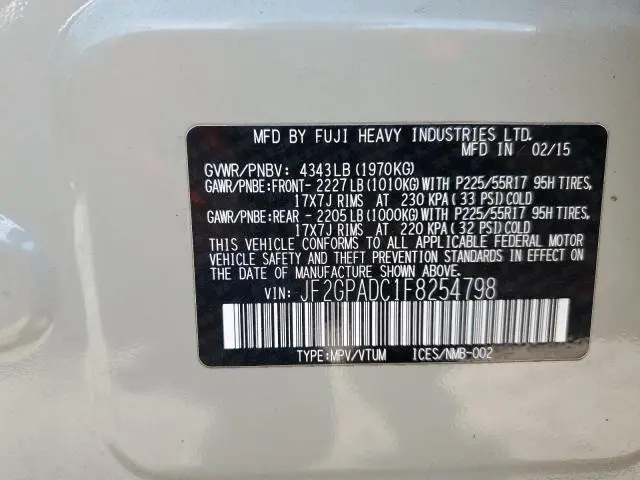 MFD BY FUJI HEAVY INDUSTRIES LTD.
MFD IN 02/15
GVWR/PNBV: 4343LB (1970KG)
GAWR/PNBE:FRONT- 2227LB(1010KG)WITH P225/55R17 95H TIRES,
17X7J RIMS AT 230 KPA( 33 PSI)COLD
GAWR/PNBE:REAR - 2205LB(1000KG)WITH P225/55R17 95H TIRES,
17X7J RIMS AT 220 KPA( 32 PSI)COLD
THIS VEHICLE CONFORMS TO ALL APPLICABLE FEDERAL MOTOR
VEHICLE SAFETY AND THEFT PREVENTION STANDARDS IN EFFECT ON
THE DATE OF MANUFACTURE SHOWN ABOVE.
VIN: JF2GPADC1F8254798
TYPE:MPV/VTUM ICES/NMB-002